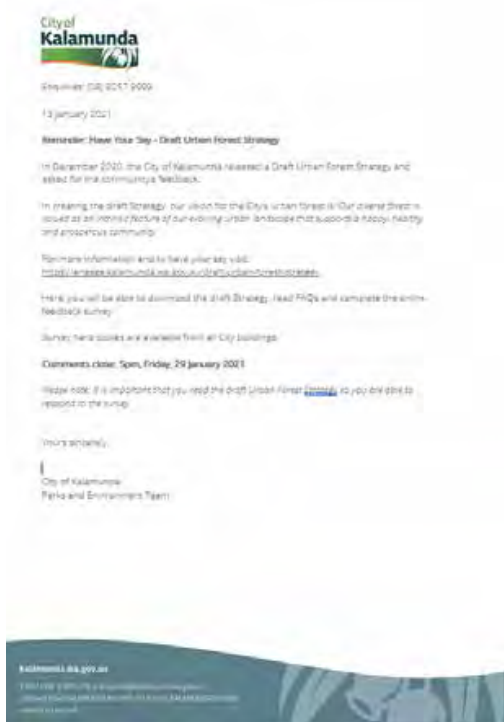 City of
Kalamunda
Enquiries: (08) 9257 9999
13 January 2021
Reminder: Have Your Say - Draft Urban Forest Strategy
In December 2020, the City of Kalamunda released a Draft Urban Forest Strategy and
asked for the community's feedback.
In creating the draft Strategy, our vision for the City's urban forest is 'Our diverse forest is
valued as an intrinsic feature of our evolving urban landscape that supports a happy, healthy
and prosperous community.
For more information and to have your say visit:
Here, you will be able to download the draft Strategy, read FAQs and complete the online
feedback survey.
Survey hard copies are available from all City buildings.
Comments close: 5pm, Friday, 29 January 2021
Please note: It is important that you read the draft Urban Forest Strategy so you are able to
respond to the survey.
Yours sincerely
City of Kalamunda
Parks and Environment Team
kalamunda.wa.gov.au